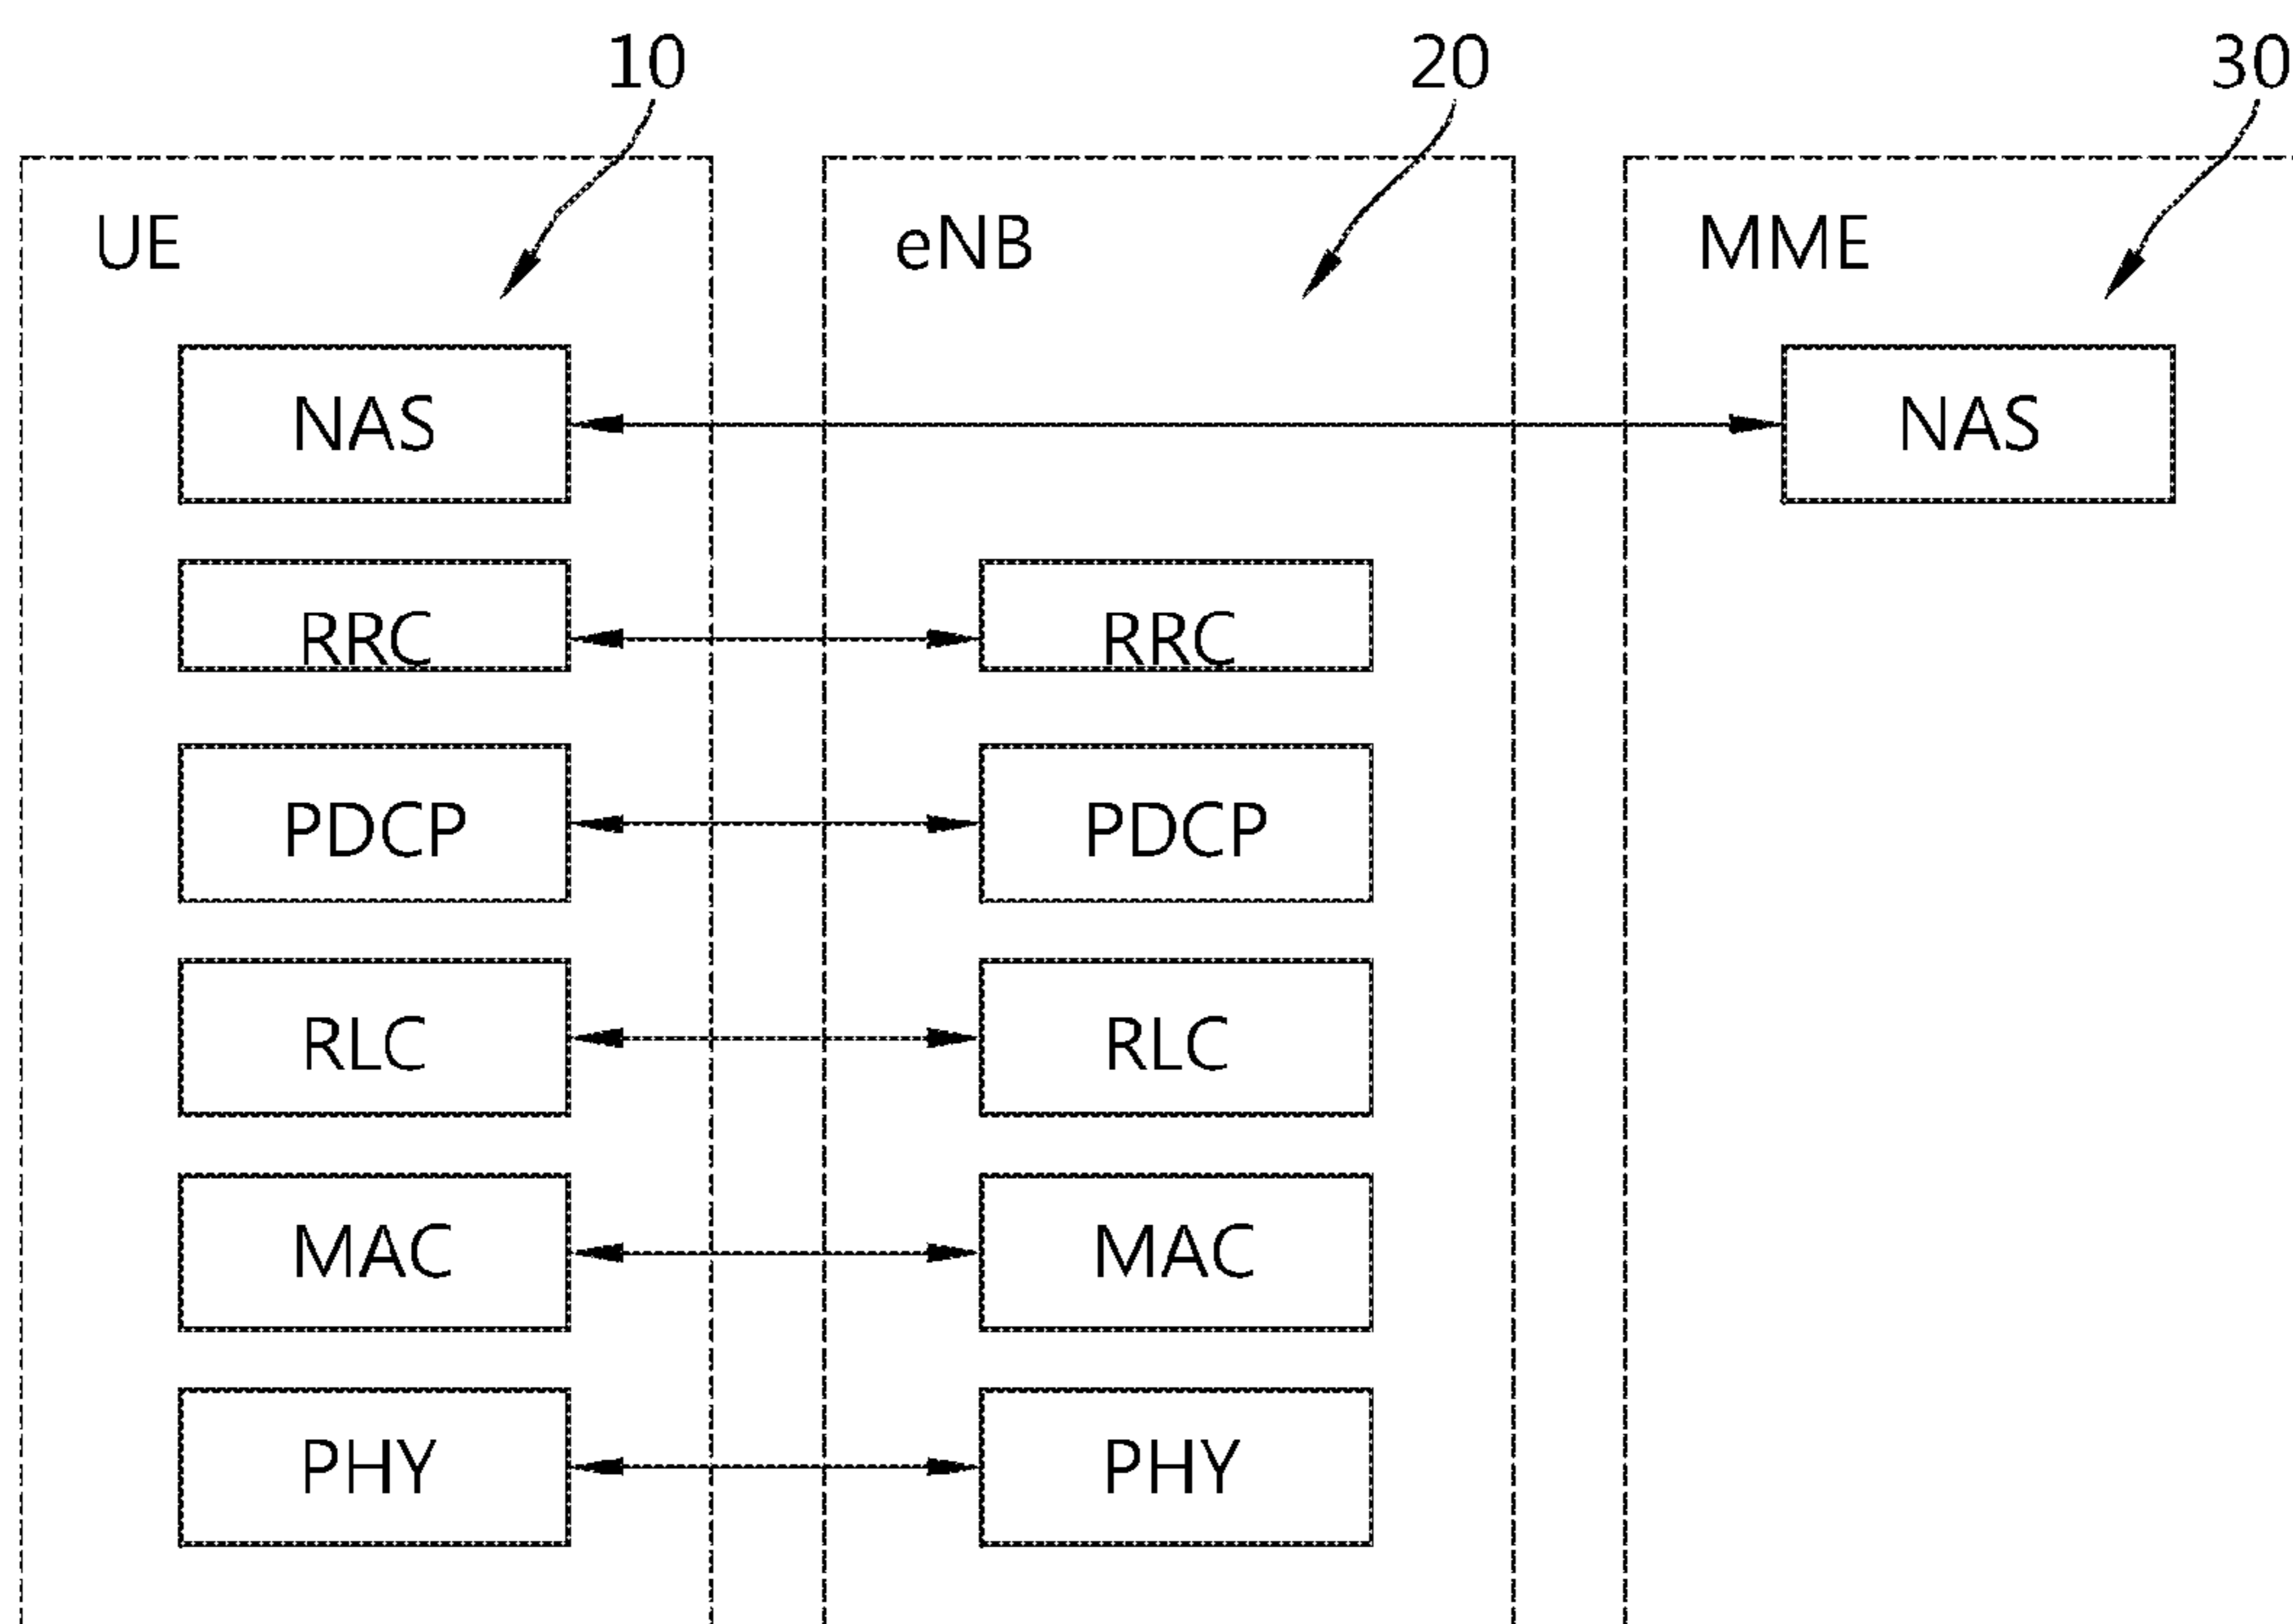 10 20 30
UE eNB MME
NAS NAS
RRC RRC
PDCP PDCP
RLC RLC
MAC MAC
PHY PHY